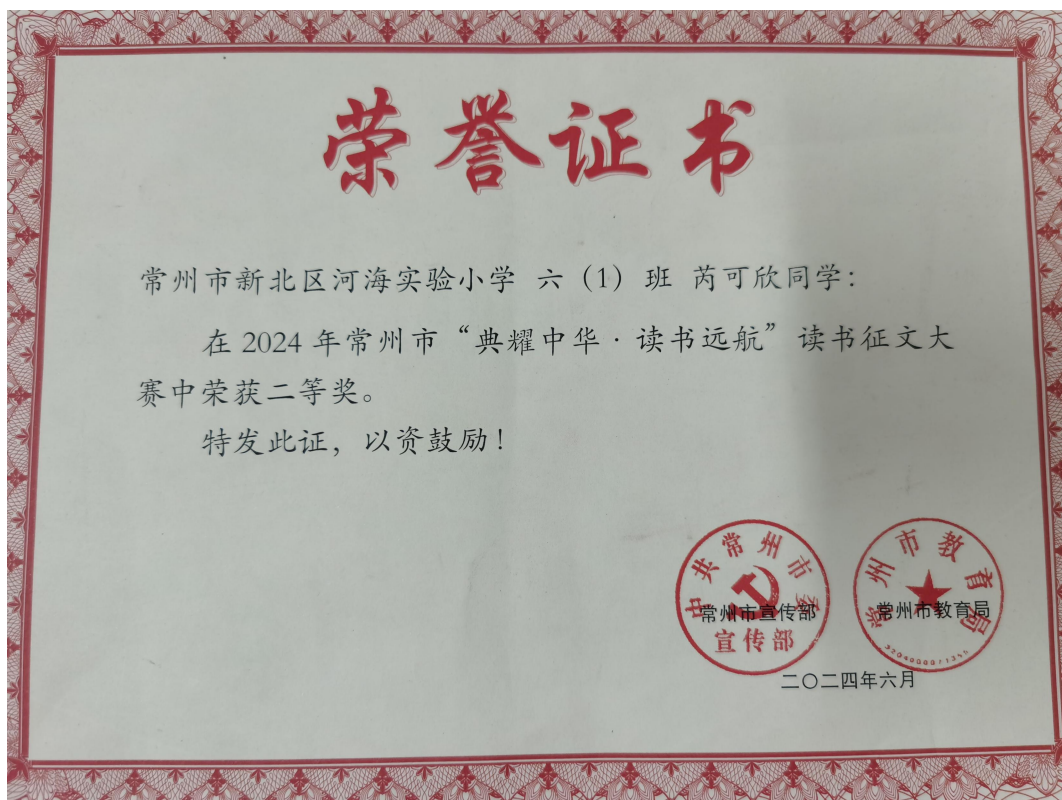 荣誉证书
常州市新北区河海实验小学 六（1）班 芮可欣同学：
在 2024 年常州市“典耀中华·读书远航”读书征文大
赛中荣获二等奖。
特发此证，以资鼓励！
中共常州市委
宣传部
常州市宣传部
常州市教育局
常州市教育局
二〇二四年六月